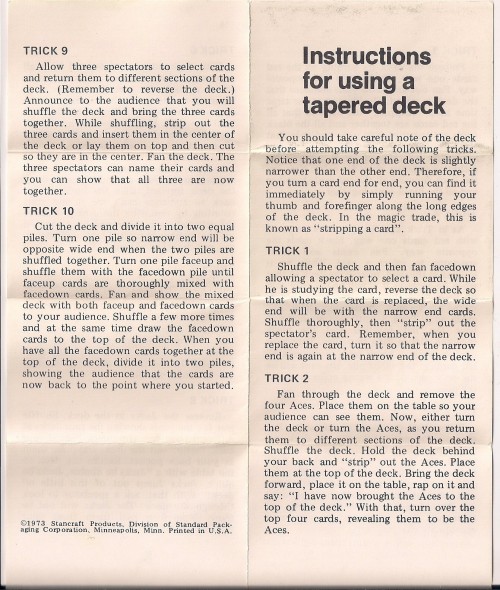 TRICK 9
Allow three spectators to select cards
and return them to different sections of the
deck. (Remember to reverse the deck.)
Announce to the audience that you will
shuffle the deck and bring the three cards
together. While shuffling, strip out the
three cards and insert them in the center of
the deck or lay them on top and then cut
so they are in the center. Fan the deck. The
three spectators can name their cards and
you can show that all three are now
together.
TRICK 10
Cut the deck and divide it into two equal
piles. Turn one pile so narrow end will be
opposite wide end when the two piles are
shuffled together. Turn one pile faceup and
shuffle them with the facedown pile until
faceup cards are thoroughly mixed with
facedown cards. Fan and show the mixed
deck with both faceup and facedown cards
to your audience. Shuffle a few more times
and at the same time draw the facedown
cards to the top of the deck. When you
have all the facedown cards together at the
top of the deck, divide it into two piles,
showing the audience that the cards are
now back to the point where you started.
©1973 Stancraft Products, Division of Standard Pack-
aging Corporation, Minneapolis, Minn. Printed in U.S.A.
Instructions
for using a
tapered deck
You should take careful note of the deck
before attempting the following tricks.
Notice that one end of the deck is slightly
narrower than the other end. Therefore, if
you turn a card end for end, you can find it
immediately by simply running your
thumb and forefinger along the long edges
of the deck. In the magic trade, this is
known as "stripping a card".
TRICK 1
Shuffle the deck and then fan facedown
allowing a spectator to select a card. While
he is studying the card, reverse the deck so
that when the card is replaced, the wide
end will be with the narrow end cards.
Shuffle thoroughly, then "strip" out the
spectator's card. Remember, when you
replace the card, turn it so that the narrow
end is again at the narrow end of the deck.
TRICK 2
Fan through the deck and remove the
four Aces. Place them on the table so your
audience can see them. Now, either turn
the deck or turn the Aces, as you return
them to different sections of the deck.
Shuffle the deck. Hold the deck behind
your back and "strip" out the Aces. Place
them at the top of the deck. Bring the deck
forward, place it on the table, rap on it and
say: "I have now brought the Aces to the
top of the deck." With that, turn over the
top four cards, revealing them to be the
Aces.